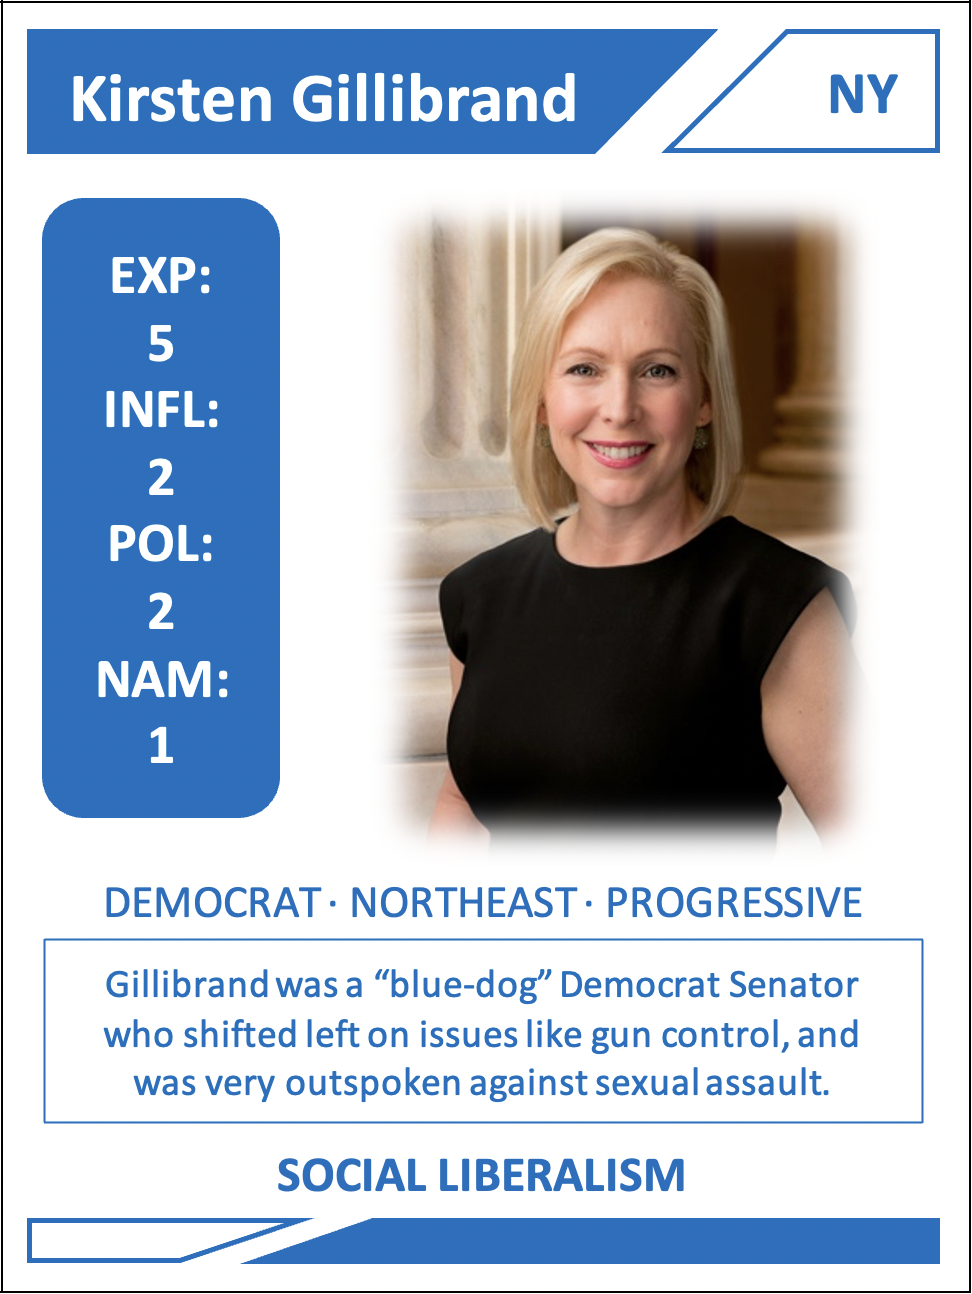 Kirsten Gillibrand
NY
EXP:
5
INFL:
2
POL:
2
NAM:
1
DEMOCRAT · NORTHEAST · PROGRESSIVE
Gillibrand was a “blue-dog” Democrat Senator
who shifted left on issues like gun control, and
was very outspoken against sexual assault.
SOCIAL LIBERALISM